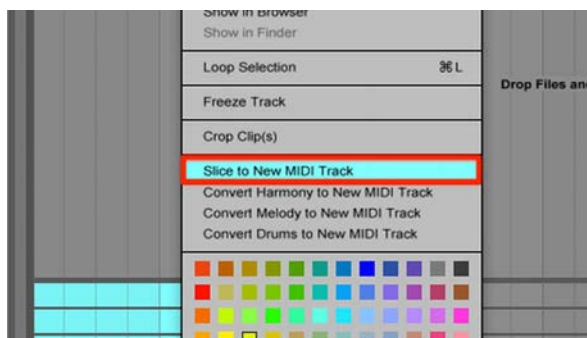 Show in Browser
Show in Finder
Loop Selection ⌘L
Drop Files an
Freeze Track
Crop Clip(s)
Slice to New MIDI Track
Convert Harmony to New MIDI Track
Convert Melody to New MIDI Track
Convert Drums to New MIDI Track